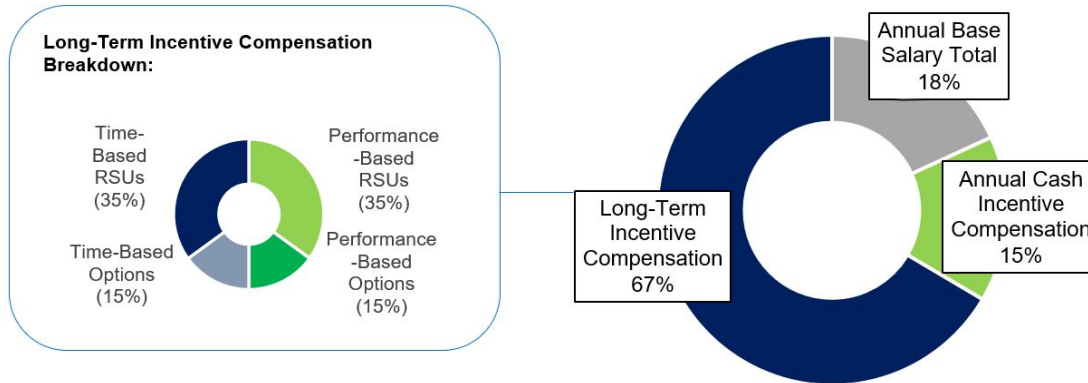 Long-Term Incentive Compensation
Breakdown:
Time-
Based
RSUs
(35%)
Performance
-Based
RSUs
(35%)
Time-Based
Options
(15%)
Performance
-Based
Options
(15%)
Annual Base
Salary Total
18%
Long-Term
Incentive
Compensation
67%
Annual Cash
Incentive
Compensation
15%